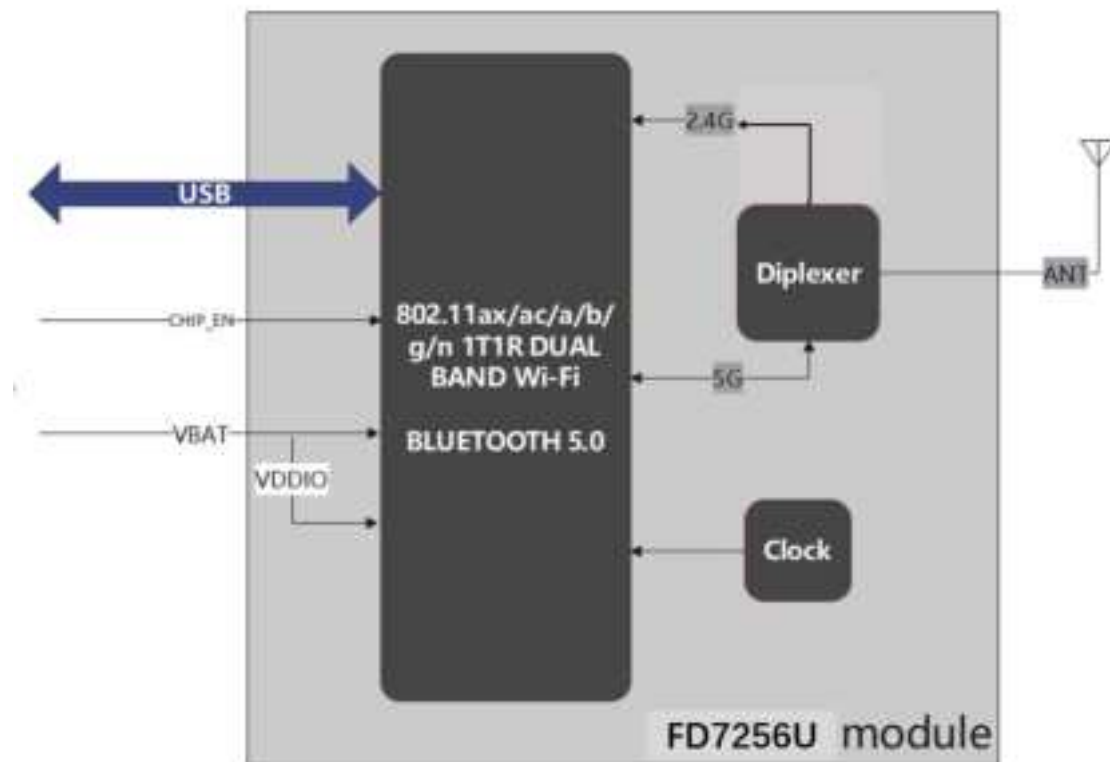 2.4G
USB
Diplexer
ANT
CHIP_EN
802.11ax/ac/a/b/
g/n 1T1R DUAL
BAND Wi-Fi
5G
VBAT
BLUETOOTH 5.0
VDDIO
Clock
FD7256U module